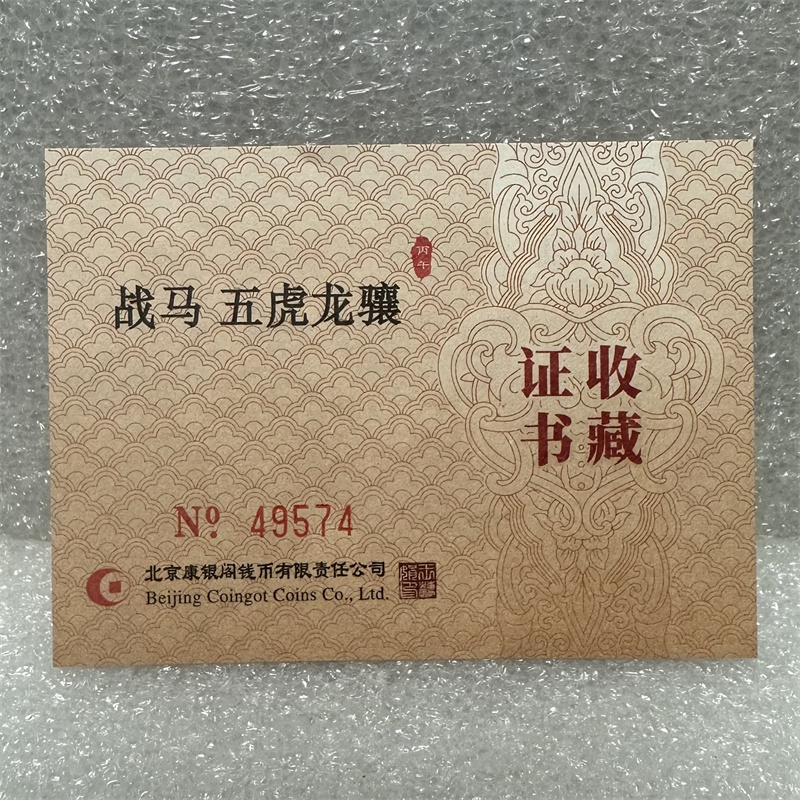 丙午
战马 五虎龙骧
收藏
证书
№ 49574
北京康银阁钱币有限责任公司
Beijing Coingot Coins Co., Ltd.